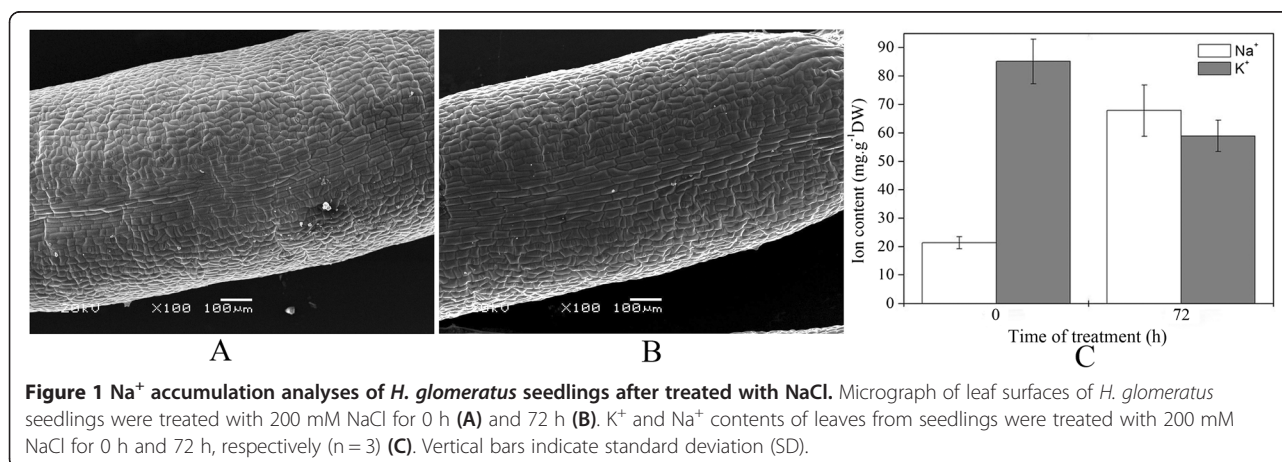 20kV ×100 100µm
A
20kV ×100 100µm
B
Na⁺
K⁺
Ion content (mg.g⁻¹DW)
90
80
70
60
50
40
30
20
10
0
0 72
Time of treatment (h)
C
Figure 1 Na⁺ accumulation analyses of H. glomeratus seedlings after treated with NaCl. Micrograph of leaf surfaces of H. glomeratus
seedlings were treated with 200 mM NaCl for 0 h (A) and 72 h (B). K⁺ and Na⁺ contents of leaves from seedlings were treated with 200 mM
NaCl for 0 h and 72 h, respectively (n = 3) (C). Vertical bars indicate standard deviation (SD).